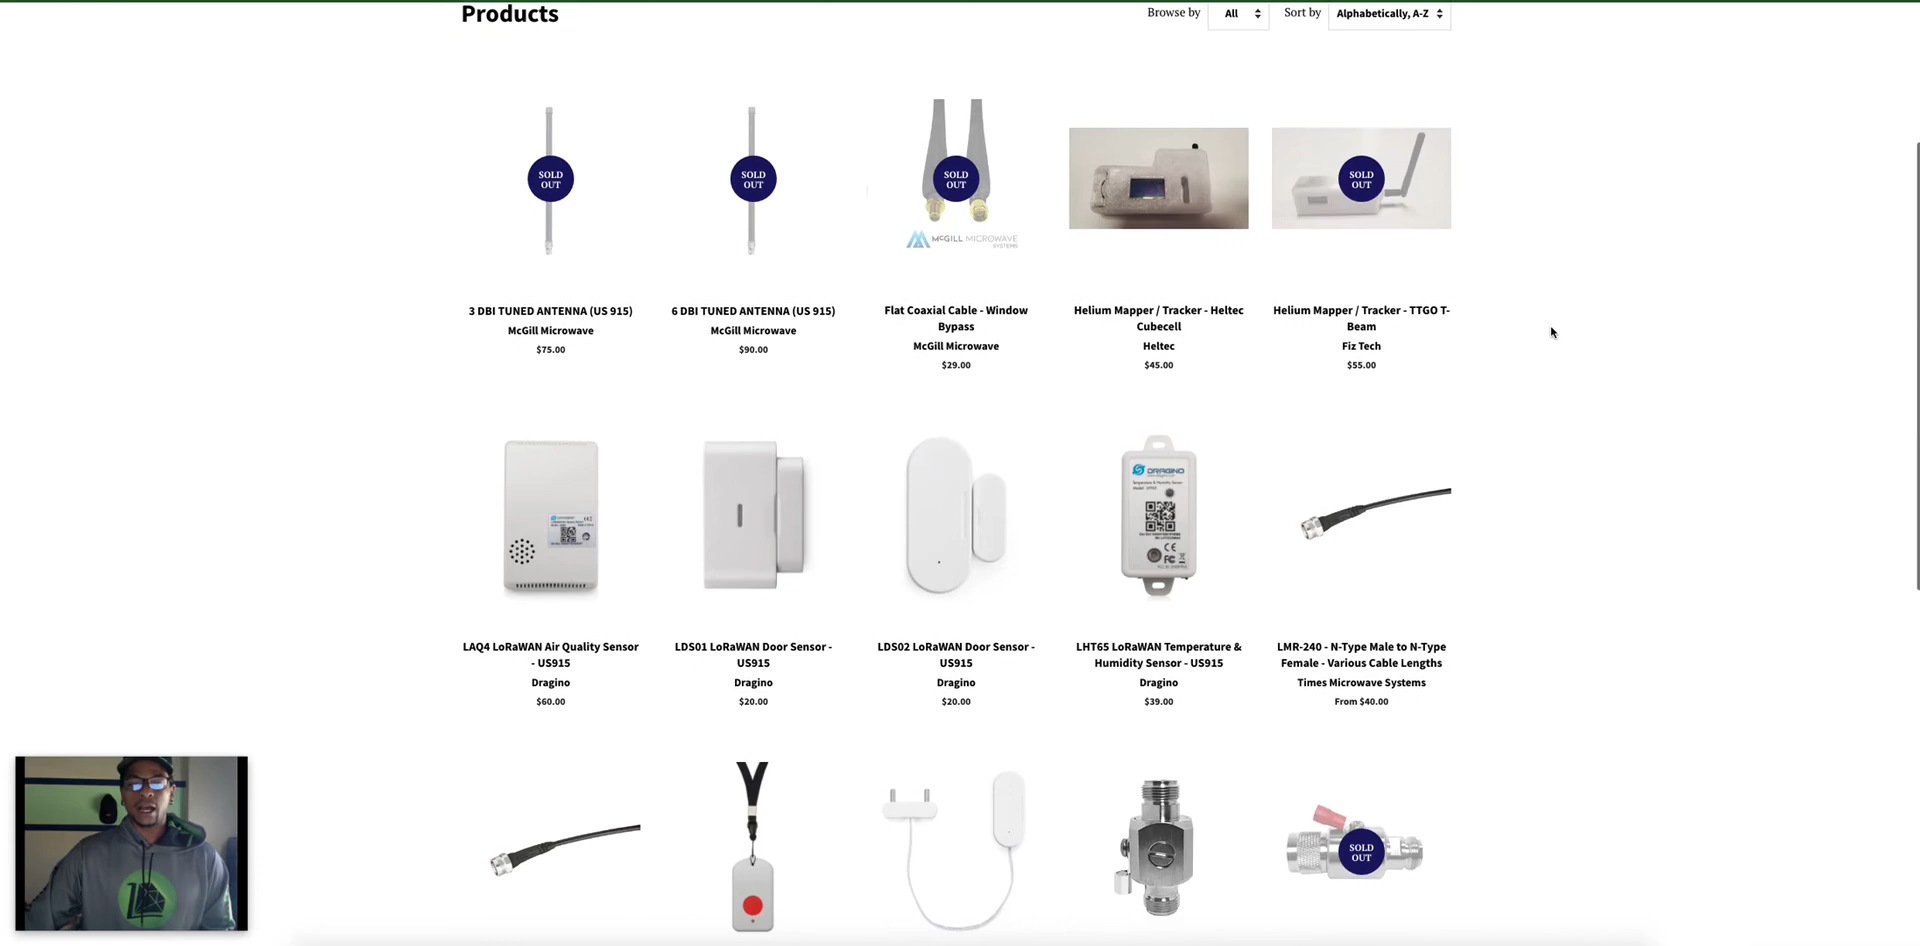 Products
Browse by
All
Sort by
Alphabetically, A-Z
SOLD
OUT
SOLD
OUT
SOLD
OUT
McGILL MICROWAVE
SYSTEMS
SOLD
OUT
3 DBI TUNED ANTENNA (US 915)
McGill Microwave
$75.00
6 DBI TUNED ANTENNA (US 915)
McGill Microwave
$90.00
Flat Coaxial Cable - Window
Bypass
McGill Microwave
$29.00
Helium Mapper / Tracker - Heltec
Cubecell
Heltec
$45.00
Helium Mapper / Tracker - TTGO T-
Beam
Fiz Tech
$55.00
DRAGINO
Temperature & Humidity Sensor
CE
FC
LAQ4 LoRaWAN Air Quality Sensor
- US915
Dragino
$60.00
LDS01 LoRaWAN Door Sensor -
US915
Dragino
$20.00
LDS02 LoRaWAN Door Sensor -
US915
Dragino
$20.00
LHT65 LoRaWAN Temperature &
Humidity Sensor - US915
Dragino
$39.00
LMR-240 - N-Type Male to N-Type
Female - Various Cable Lengths
Times Microwave Systems
From $40.00
SOLD
OUT